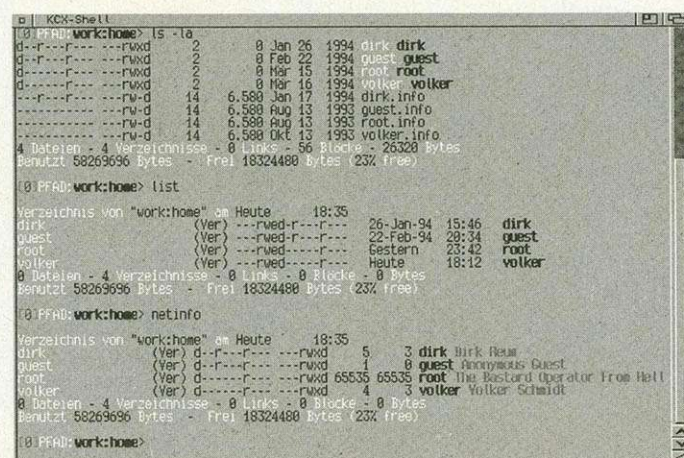 KCX-Shell
[0 PFAD:work:home> ls -la
d--r---r--- ---rwxd 2 0 Jan 26 1994 dirk dirk
d------r--- ---rwxd 2 0 Feb 22 1994 guest guest
d---------- ---rwxd 2 0 Mär 15 1994 root root
d------r--- ---rwxd 2 0 Mär 16 1994 volker volker
---r---r--- ---rw-d 14 6.580 Jan 17 1994 dirk.info
----------- ---rw-d 14 6.580 Aug 13 1993 guest.info
----------- ---rw-d 14 6.580 Aug 13 1993 root.info
----------- ---rw-d 14 6.580 Okt 13 1993 volker.info
4 Dateien - 4 Verzeichnisse - 0 Links - 56 Blöcke - 26320 Bytes
Benutzt 58269696 Bytes - Frei 18324480 Bytes (23% free)
[0 PFAD:work:home> list
Verzeichnis von "work:home" am Heute 18:35
dirk (Ver) ---rwed-r---r--- 26-Jan-94 15:46 dirk
guest (Ver) ---rwed----r--- 22-Feb-94 20:34 guest
root (Ver) ---rwed--------- Gestern 23:42 root
volker (Ver) ---rwed----r--- Heute 18:12 volker
0 Dateien - 4 Verzeichnisse - 0 Links - 0 Blöcke - 0 Bytes
Benutzt 58269696 Bytes - Frei 18324480 Bytes (23% free)
[0 PFAD:work:home> netinfo
Verzeichnis von "work:home" am Heute 18:35
dirk (Ver) d--r---r--- ---rwxd 5 3 dirk Dirk Reum
guest (Ver) d------r--- ---rwxd 1 0 guest Anonymous Guest
root (Ver) d---------- ---rwxd 65535 65535 root The Bastard Operator From Hell
volker (Ver) d------r--- ---rwxd 4 3 volker Volker Schmidt
0 Dateien - 4 Verzeichnisse - 0 Links - 0 Blöcke - 0 Bytes
Benutzt 58269696 Bytes - Frei 18324480 Bytes (23% free)
[0 PFAD:work:home>